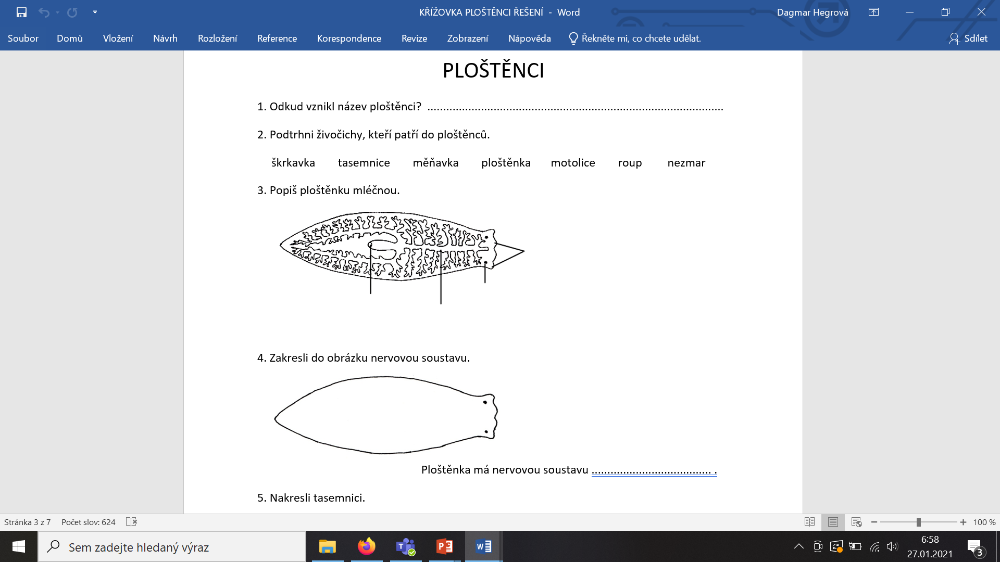 KŘÍŽOVKA PLOŠTĚNCI ŘEŠENÍ - Word
Dagmar Hegrová
Soubor Domů Vložení Návrh Rozložení Reference Korespondence Revize Zobrazení Nápověda Řekněte mi, co chcete udělat. Sdílet
PLOŠTĚNCI
1. Odkud vznikl název ploštěnci? ..............................................................................................
2. Podtrhni živočichy, kteří patří do ploštěnců.
škrkavka tasemnice měňavka ploštěnka motolice roup nezmar
3. Popiš ploštěnku mléčnou.
4. Zakresli do obrázku nervovou soustavu.
Ploštěnka má nervovou soustavu ...................................... .
5. Nakresli tasemnici.
Stránka 3 z 7 Počet slov: 624 100 %
Sem zadejte hledaný výraz
6:58
27.01.2021
3